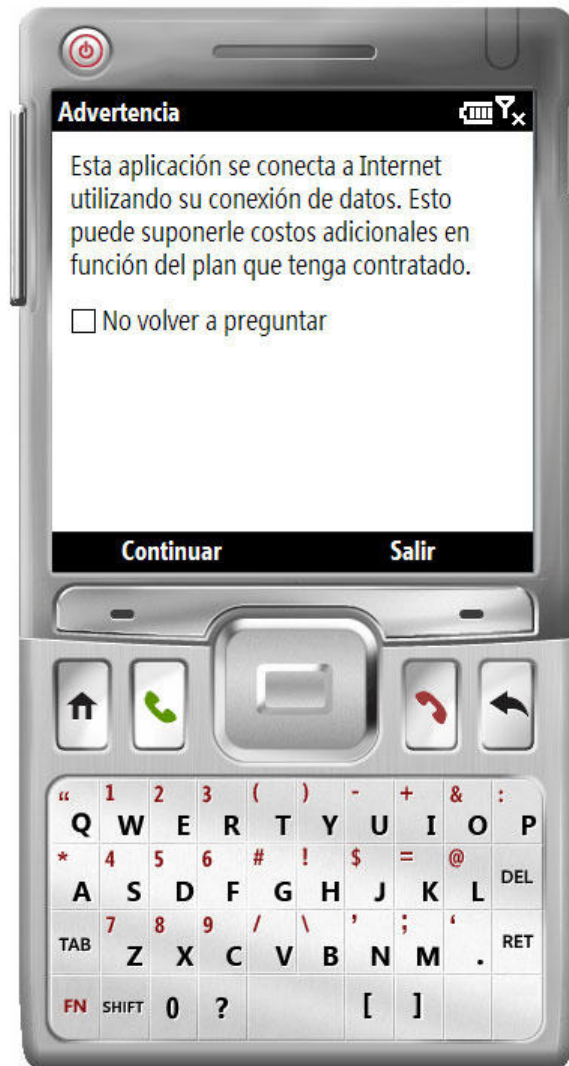 Advertencia
Esta aplicación se conecta a Internet
utilizando su conexión de datos. Esto
puede suponerle costos adicionales en
función del plan que tenga contratado.
No volver a preguntar
Continuar Salir
“ 1 2 3 ( ) - + & :
Q W E R T Y U I O P
* 4 5 6 # ! $ = @
A S D F G H J K L DEL
7 8 9 / \ ’ ; ‘
TAB Z X C V B N M . RET
FN SHIFT 0 ? [ ]